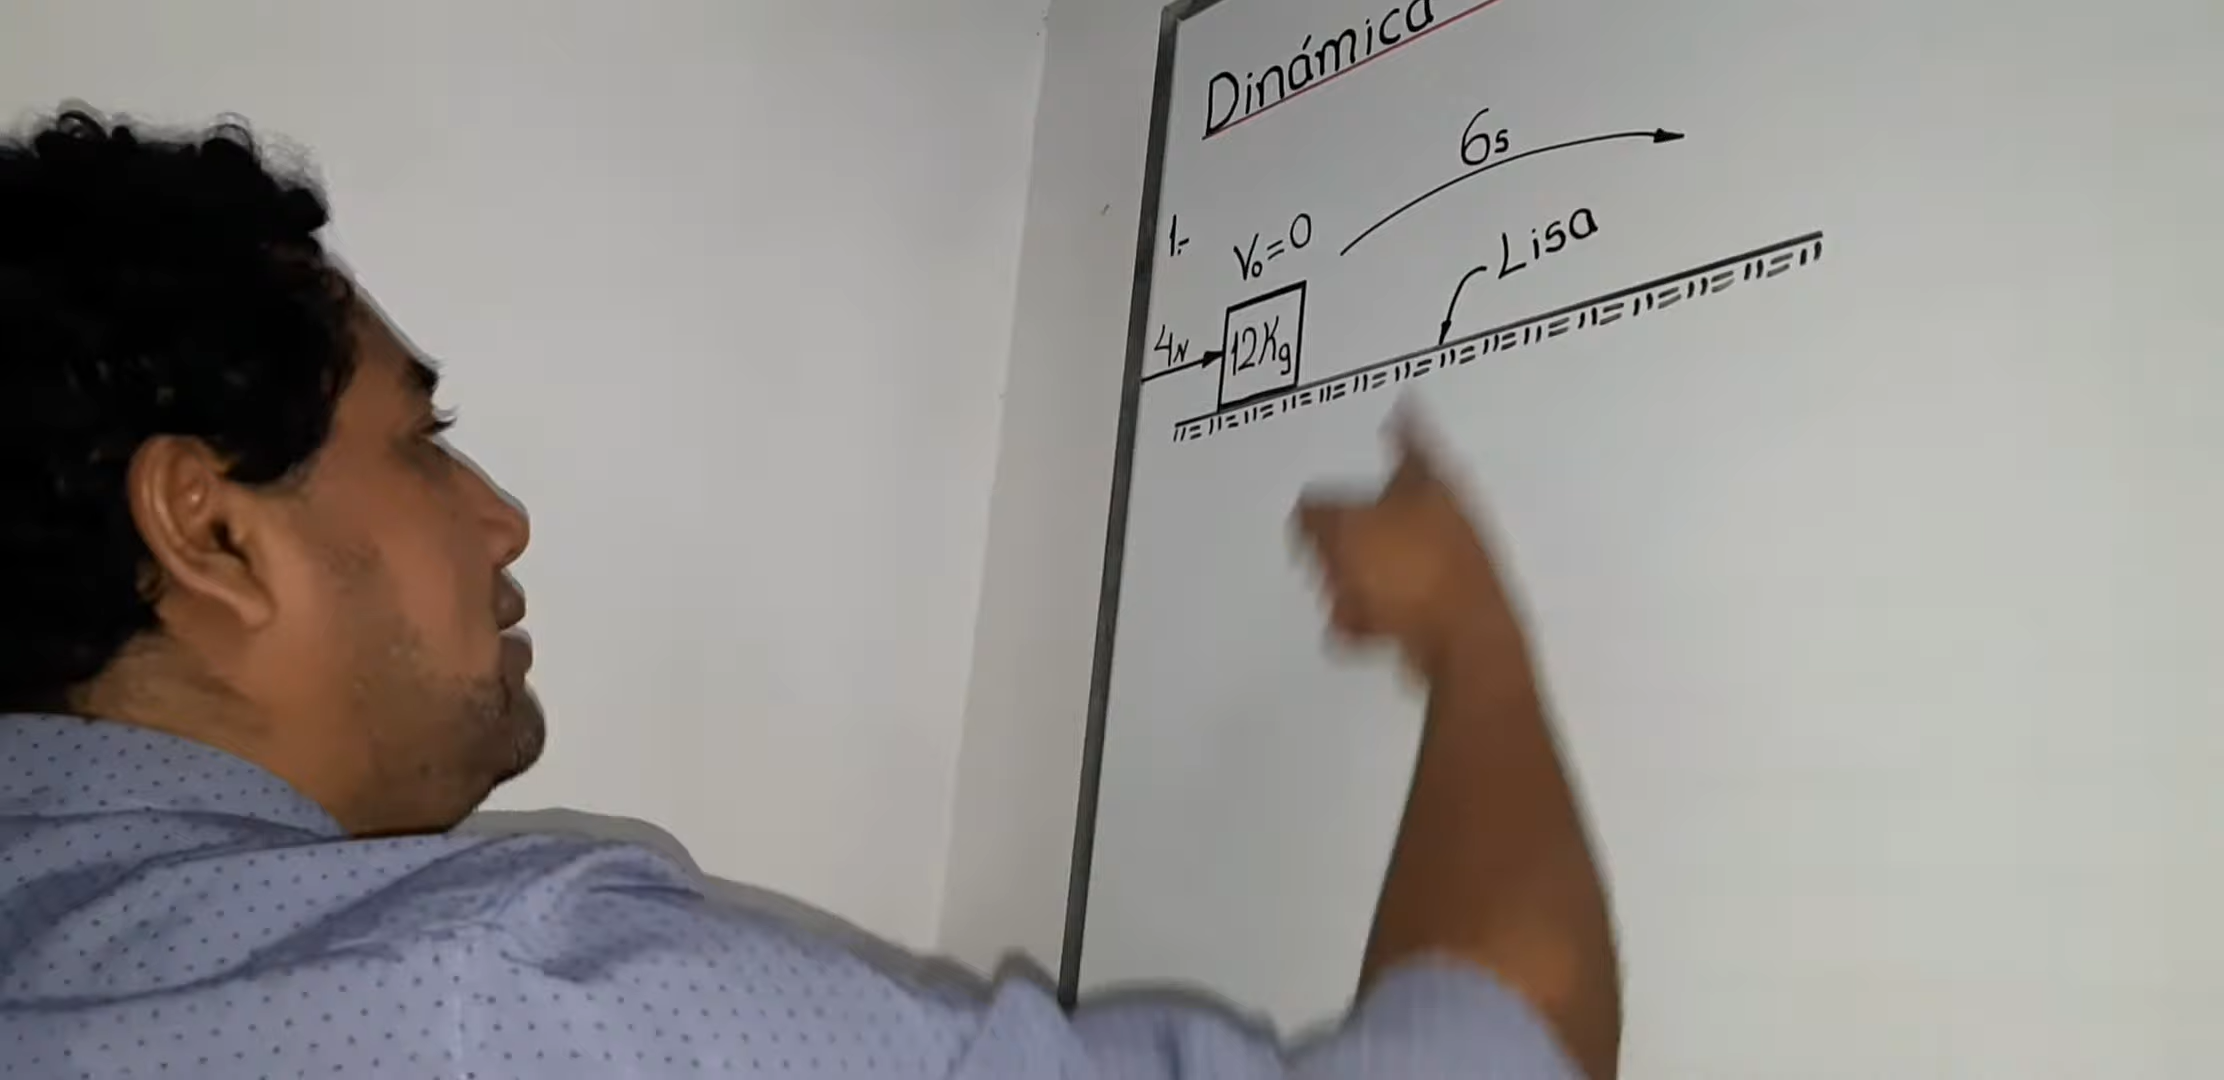 Dinámica
6s
1.- V₀=0
Lisa
4N 12Kg